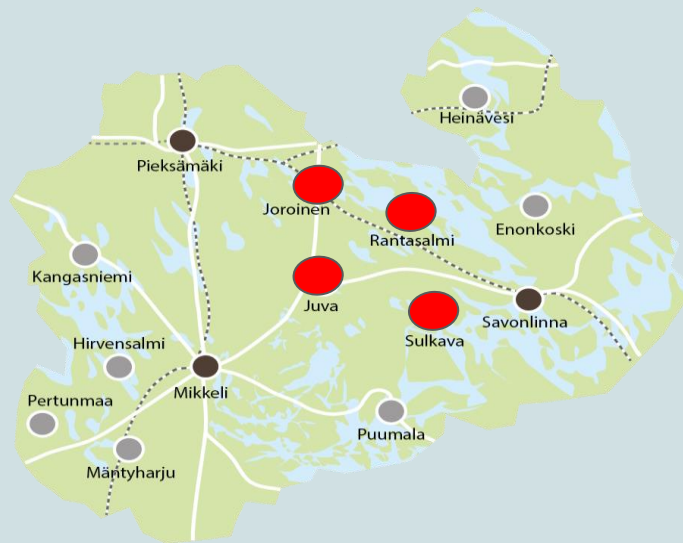 Heinävesi
Pieksämäki
Joroinen
Rantasalmi
Enonkoski
Kangasniemi
Juva
Savonlinna
Sulkava
Hirvensalmi
Mikkeli
Pertunmaa
Puumala
Mäntyharju